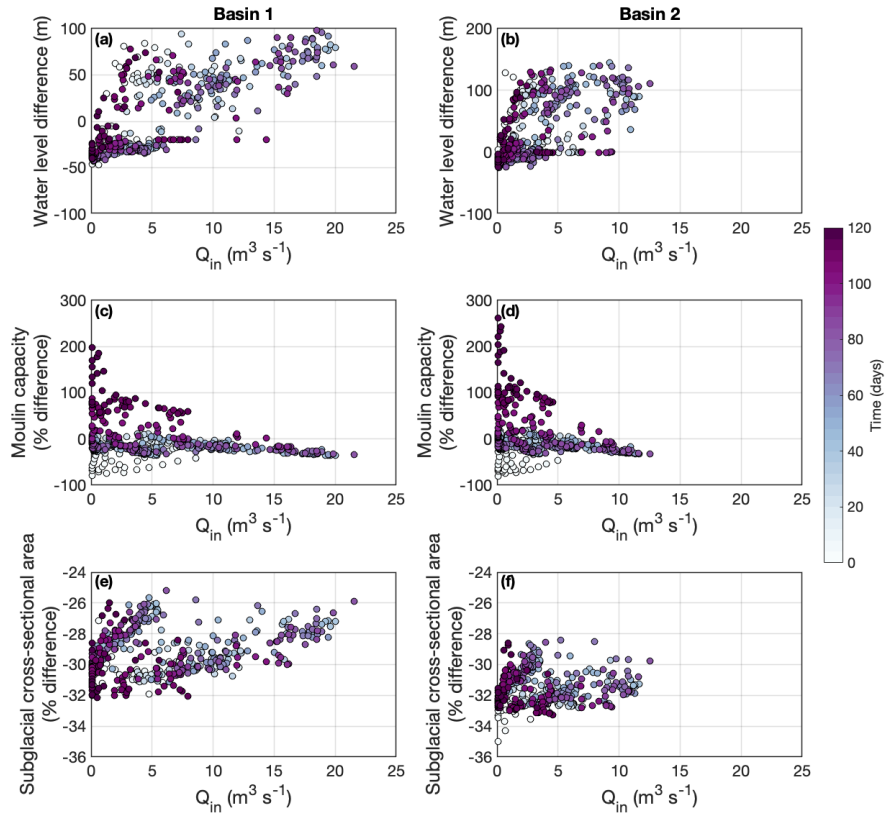 Basin 1
Basin 2
(a)
100
50
0
-50
-100
Water level difference (m)
0 5 10 15 20 25
Q_in (m³ s⁻¹)
(b)
200
100
0
-100
Water level difference (m)
0 5 10 15 20 25
Q_in (m³ s⁻¹)
(c)
300
200
100
0
-100
Moulin capacity
(% difference)
0 5 10 15 20 25
Q_in (m³ s⁻¹)
(d)
300
200
100
0
-100
Moulin capacity
(% difference)
0 5 10 15 20 25
Q_in (m³ s⁻¹)
120
100
80
60
40
20
0
Time (days)
(e)
-24
-26
-28
-30
-32
-34
-36
Subglacial cross-sectional area
(% difference)
0 5 10 15 20 25
Q_in (m³ s⁻¹)
(f)
-24
-26
-28
-30
-32
-34
-36
Subglacial cross-sectional area
(% difference)
0 5 10 15 20 25
Q_in (m³ s⁻¹)